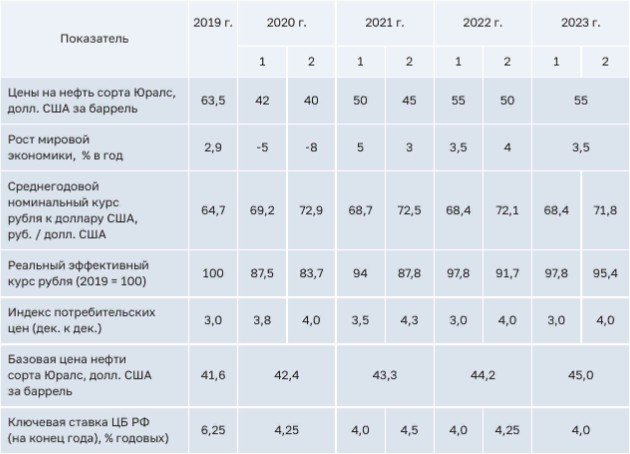 Показатель 2019 г. 2020 г. 2021 г. 2022 г. 2023 г.
1 2 1 2 1 2 1 2
Цены на нефть сорта Юралс,
долл. США за баррель 63,5 42 40 50 45 55 50 55
Рост мировой
экономики, % в год 2,9 -5 -8 5 3 3,5 4 3,5
Среднегодовой
номинальный курс
рубля к доллару США,
руб. / долл. США 64,7 69,2 72,9 68,7 72,5 68,4 72,1 68,4 71,8
Реальный эффективный
курс рубля (2019 = 100) 100 87,5 83,7 94 87,8 97,8 91,7 97,8 95,4
Индекс потребительских
цен (дек. к дек.) 3,0 3,8 4,0 3,5 4,3 3,0 4,0 3,0 4,0
Базовая цена нефти
сорта Юралс, долл. США
за баррель 41,6 42,4 43,3 44,2 45,0
Ключевая ставка ЦБ РФ
(на конец года), % годовых) 6,25 4,25 4,0 4,5 4,0 4,25 4,0